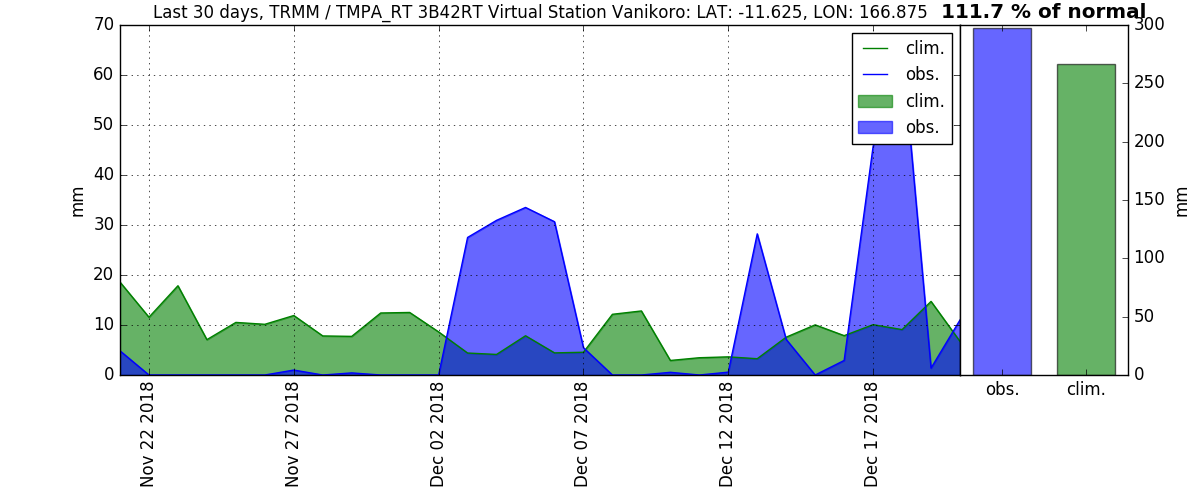 Last 30 days, TRMM / TMPA_RT 3B42RT Virtual Station Vanikoro: LAT: -11.625, LON: 166.875 111.7 % of normal
70
60
50
40
30
20
10
0
mm
clim.
obs.
clim.
obs.
Nov 22 2018
Nov 27 2018
Dec 02 2018
Dec 07 2018
Dec 12 2018
Dec 17 2018
300
250
200
150
100
50
0
mm
obs. clim.